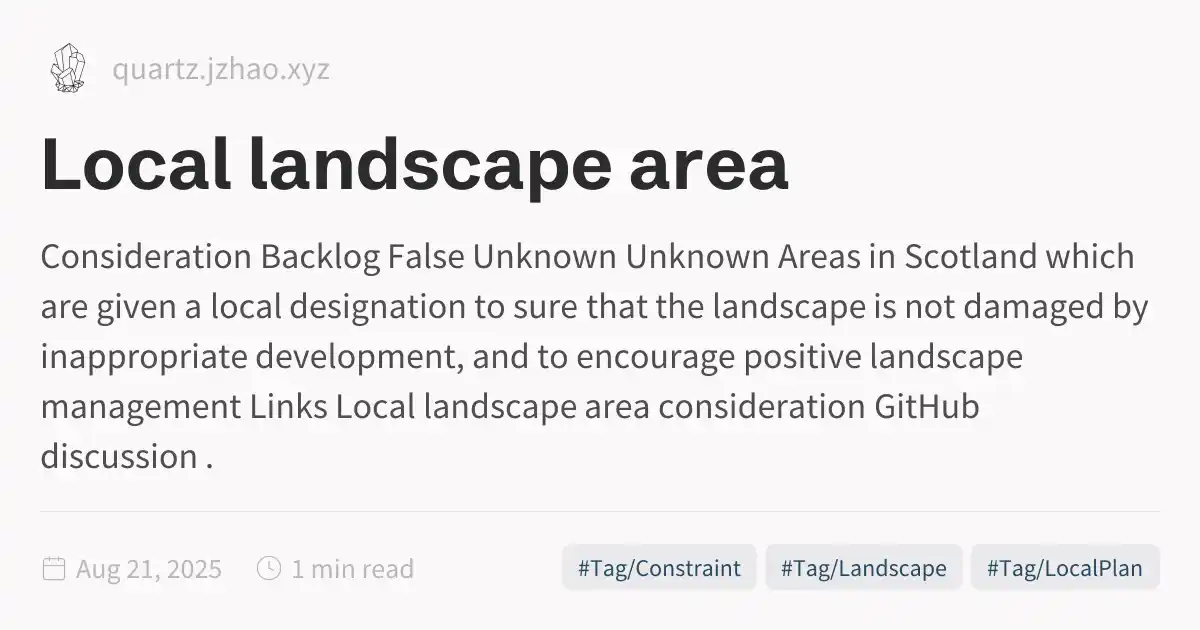 quartz.jzhao.xyz
Local landscape area
Consideration Backlog False Unknown Unknown Areas in Scotland which
are given a local designation to sure that the landscape is not damaged by
inappropriate development, and to encourage positive landscape
management Links Local landscape area consideration GitHub
discussion .
Aug 21, 2025 1 min read #Tag/Constraint #Tag/Landscape #Tag/LocalPlan